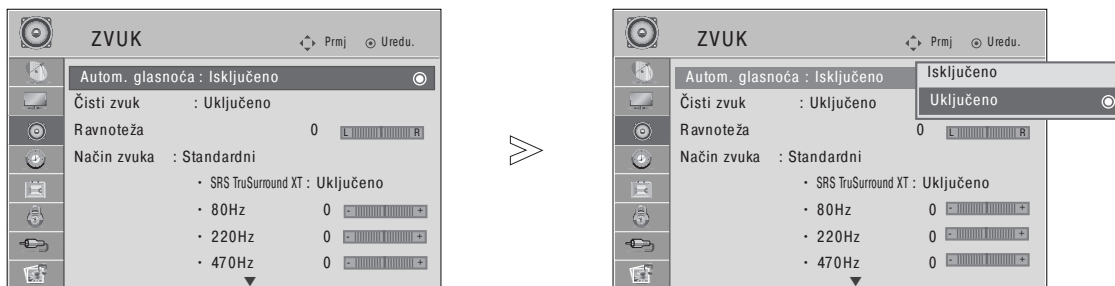 ZVUK
Prmj
Uredu.
Autom. glasnoća : Isključeno
Čisti zvuk : Uključeno
Ravnoteža 0 L R
Način zvuka : Standardni
• SRS TruSurround XT : Uključeno
• 80Hz 0 - +
• 220Hz 0 - +
• 470Hz 0 - +
>
ZVUK
Prmj
Uredu.
Autom. glasnoća : Isključeno
Isključeno
Uključeno
Čisti zvuk : Uključeno
Ravnoteža 0 L R
Način zvuka : Standardni
• SRS TruSurround XT : Uključeno
• 80Hz 0 - +
• 220Hz 0 - +
• 470Hz 0 - +